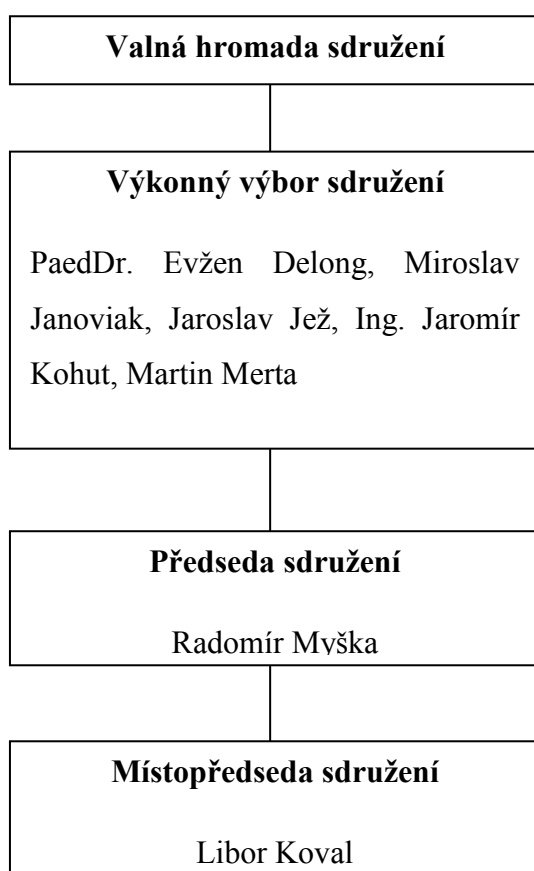 Valná hromada sdružení
Výkonný výbor sdružení
PaedDr. Evžen Delong, Miroslav
Janoviak, Jaroslav Jež, Ing. Jaromír
Kohut, Martin Merta
Předseda sdružení
Radomír Myška
Místopředseda sdružení
Libor Koval